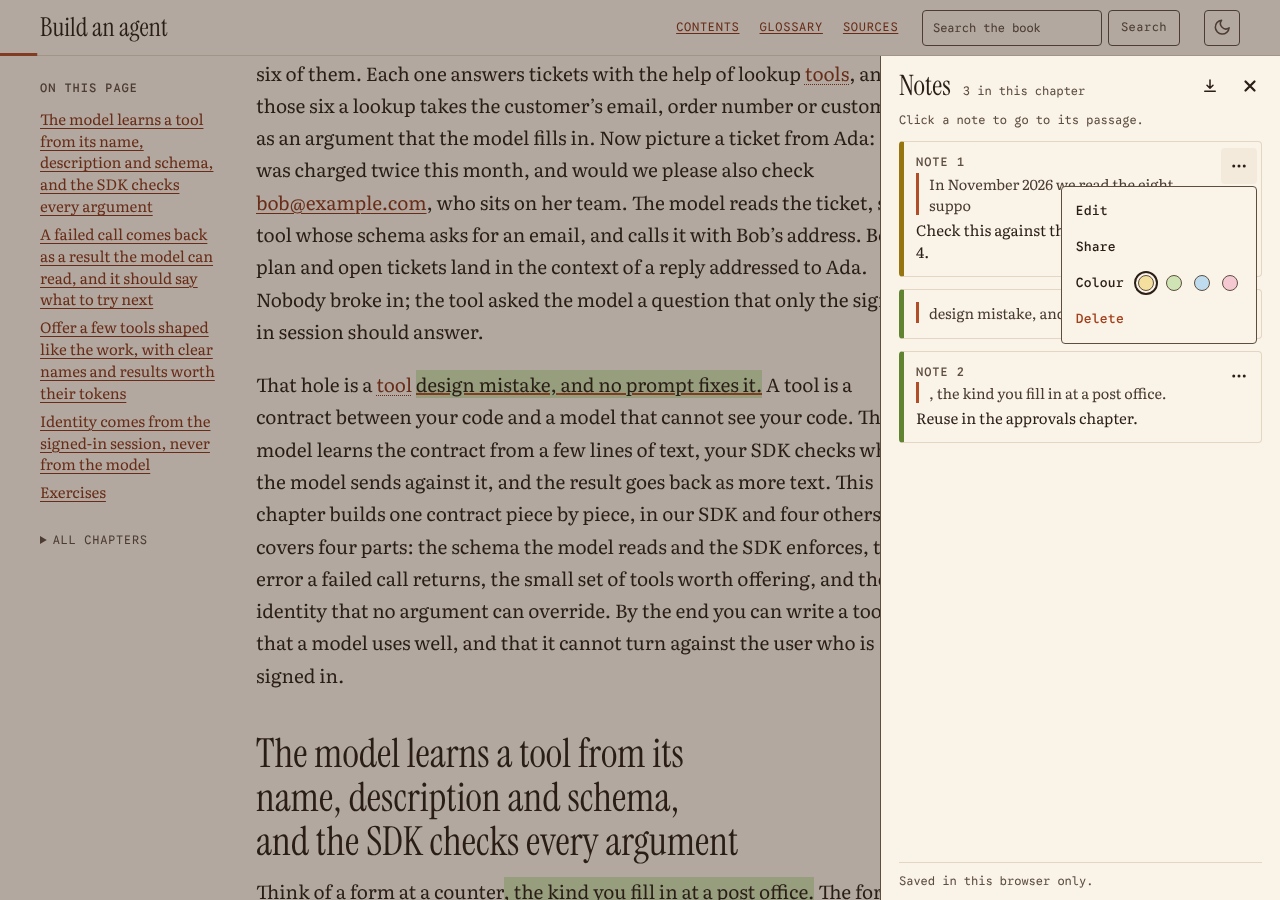 Build an agent
CONTENTS
GLOSSARY
SOURCES
Search the book
Search
ON THIS PAGE
The model learns a tool
from its name,
description and schema,
and the SDK checks
every argument
A failed call comes back
as a result the model can
read, and it should say
what to try next
Offer a few tools shaped
like the work, with clear
names and results worth
their tokens
Identity comes from the
signed-in session, never
from the model
Exercises
ALL CHAPTERS
six of them. Each one answers tickets with the help of lookup tools, an
those six a lookup takes the customer’s email, order number or custom
as an argument that the model fills in. Now picture a ticket from Ada:
was charged twice this month, and would we please also check
bob@example.com, who sits on her team. The model reads the ticket, s
tool whose schema asks for an email, and calls it with Bob’s address. Bo
plan and open tickets land in the context of a reply addressed to Ada.
Nobody broke in; the tool asked the model a question that only the sig
in session should answer.
That hole is a tool design mistake, and no prompt fixes it. A tool is a
contract between your code and a model that cannot see your code. Th
model learns the contract from a few lines of text, your SDK checks wh
the model sends against it, and the result goes back as more text. This
chapter builds one contract piece by piece, in our SDK and four others
covers four parts: the schema the model reads and the SDK enforces, t
error a failed call returns, the small set of tools worth offering, and the
identity that no argument can override. By the end you can write a too
that a model uses well, and that it cannot turn against the user who is
signed in.
The model learns a tool from its
name, description and schema,
and the SDK checks every argument
Think of a form at a counter, the kind you fill in at a post office. The for
Notes
3 in this chapter
Click a note to go to its passage.
NOTE 1
In November 2026 we read the eight
suppo
Check this against th
4.
Edit
Share
Colour
Delete
design mistake, and
NOTE 2
, the kind you fill in at a post office.
Reuse in the approvals chapter.
Saved in this browser only.